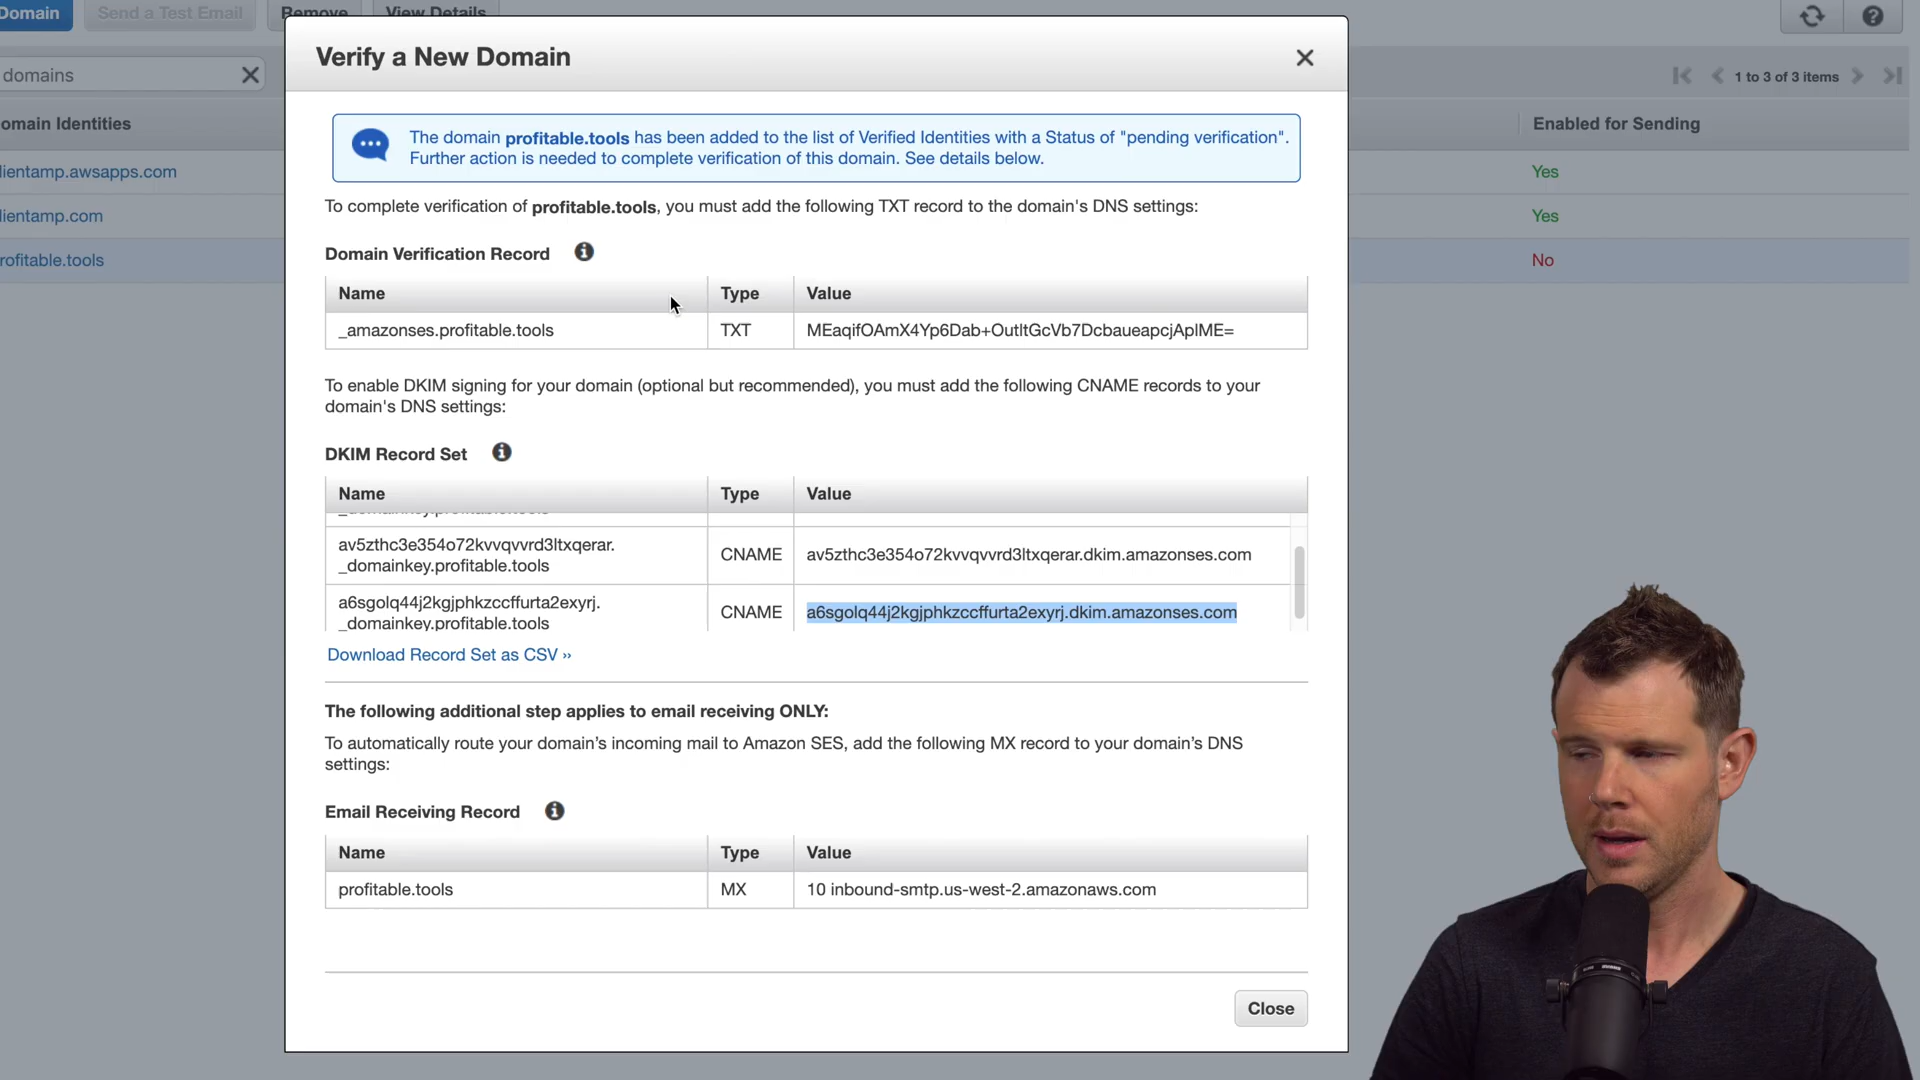 Domain
Send a Test Email
Remove
View Details
domains
1 to 3 of 3 items
omain Identities
Enabled for Sending
lientamp.awsapps.com
Yes
lientamp.com
Yes
rofitable.tools
No
Verify a New Domain
The domain profitable.tools has been added to the list of Verified Identities with a Status of "pending verification".
Further action is needed to complete verification of this domain. See details below.
To complete verification of profitable.tools, you must add the following TXT record to the domain's DNS settings:
Domain Verification Record
Name Type Value
_amazonses.profitable.tools TXT MEaqifOAmX4Yp6Dab+OutItGcVb7DcbaueapcjAplME=
To enable DKIM signing for your domain (optional but recommended), you must add the following CNAME records to your
domain's DNS settings:
DKIM Record Set
Name Type Value
av5zthc3e354o72kvvqvvrd3ltxqerar.
_domainkey.profitable.tools CNAME av5zthc3e354o72kvvqvvrd3ltxqerar.dkim.amazonses.com
a6sgolq44j2kgjphkzccffurta2exyrj.
_domainkey.profitable.tools CNAME a6sgolq44j2kgjphkzccffurta2exyrj.dkim.amazonses.com
Download Record Set as CSV ››
The following additional step applies to email receiving ONLY:
To automatically route your domain’s incoming mail to Amazon SES, add the following MX record to your domain’s DNS
settings:
Email Receiving Record
Name Type Value
profitable.tools MX 10 inbound-smtp.us-west-2.amazonaws.com
Close